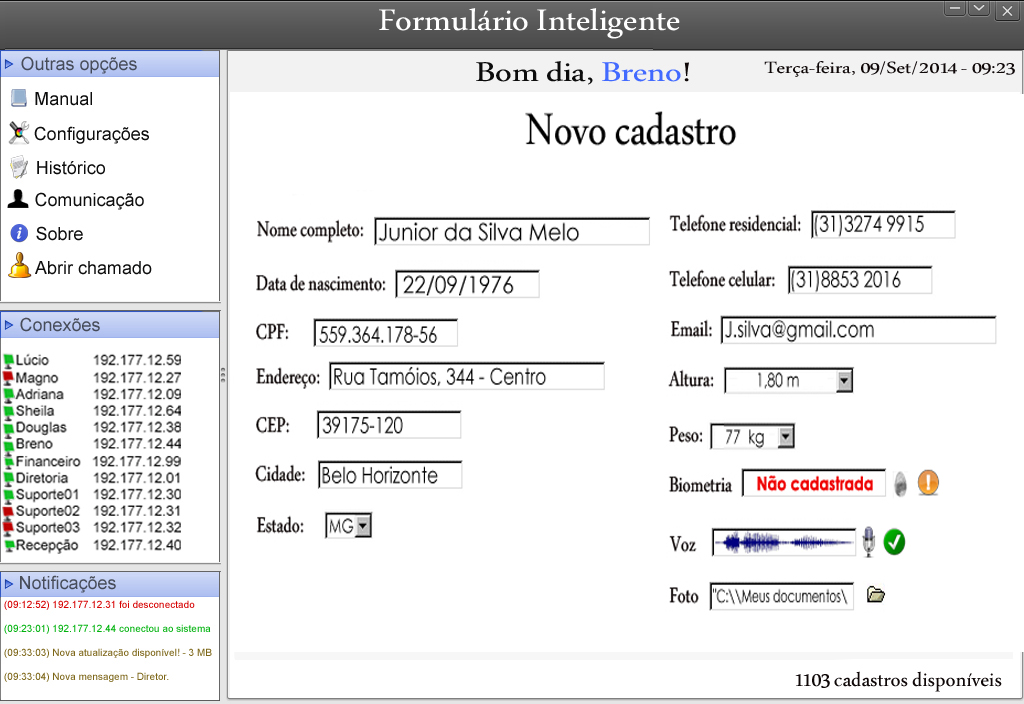 Formulário Inteligente
Outras opções
Manual
Configurações
Histórico
Comunicação
Sobre
Abrir chamado
Conexões
Lúcio 192.177.12.59
Magno 192.177.12.27
Adriana 192.177.12.09
Sheila 192.177.12.64
Douglas 192.177.12.38
Breno 192.177.12.44
Financeiro 192.177.12.99
Diretoria 192.177.12.01
Suporte01 192.177.12.30
Suporte02 192.177.12.31
Suporte03 192.177.12.32
Recepção 192.177.12.40
Notificações
(09:12:52) 192.177.12.31 foi desconectado
(09:23:01) 192.177.12.44 conectou ao sistema
(09:33:03) Nova atualização disponível! - 3 MB
(09:33:04) Nova mensagem - Diretor.
Bom dia, Breno!
Terça-feira, 09/Set/2014 - 09:23
Novo cadastro
Nome completo: Junior da Silva Melo
Data de nascimento: 22/09/1976
CPF: 559.364.178-56
Endereço: Rua Tamóios, 344 - Centro
CEP: 39175-120
Cidade: Belo Horizonte
Estado: MG
Telefone residencial: (31)3274 9915
Telefone celular: (31)8853 2016
Email: J.silva@gmail.com
Altura: 1,80 m
Peso: 77 kg
Biometria Não cadastrada
Voz
Foto "C:\\Meus documentos\
1103 cadastros disponíveis